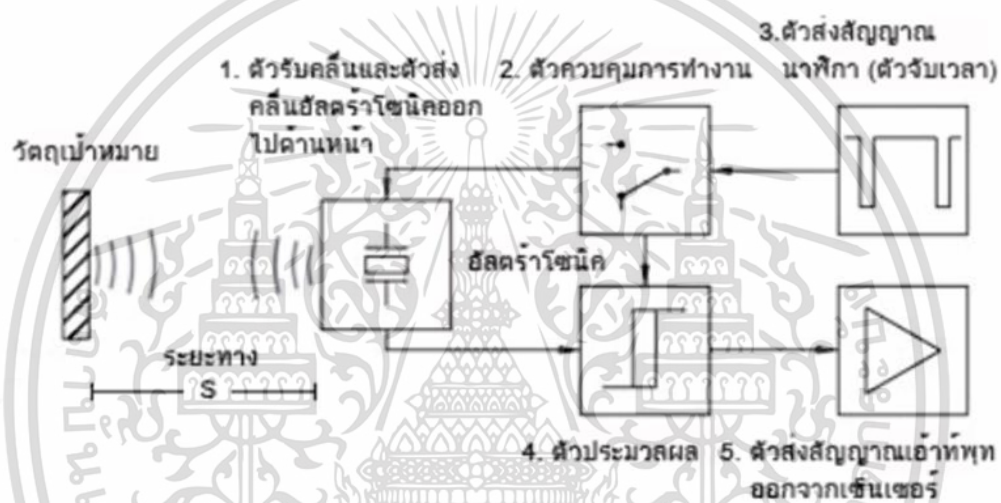 3.ตัวส่งสัญญาณ
นาฬิกา (ตัวจับเวลา)
1. ตัวรับคลื่นและตัวส่ง
คลื่นอัลตร้าโซนิคออก
ไปด้านหน้า
2. ตัวควบคุมการทำงาน
วัตถุเป้าหมาย
อัลตร้าโซนิค
ระยะทาง
S
4. ตัวประมวลผล
5. ตัวส่งสัญญาณเอ้าท์พุท
ออกจากเซ็นเซอร์